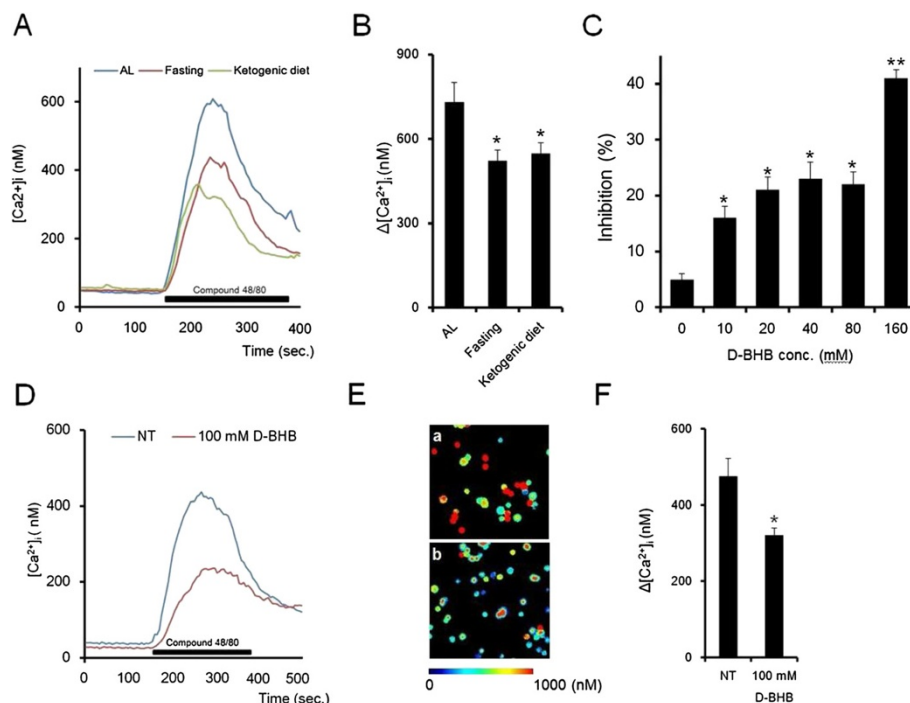 A
AL Fasting Ketogenic diet
[Ca2+]i (nM)
600
400
200
0
Compound 48/80
0 100 200 300 400
Time (sec.)
B
Δ[Ca²⁺]ᵢ (nM)
900
600
300
0
* *
AL Fasting Ketogenic diet
C
Inhibition (%)
40
30
20
10
0
* * * * **
0 10 20 40 80 160
D-BHB conc. (mM)
D
NT 100 mM D-BHB
[Ca²⁺]ᵢ ( nM)
600
400
200
0
Compound 48/80
0 100 200 300 400 500
Time (sec.)
E
a
b
0 1000 (nM)
F
Δ[Ca²⁺]ᵢ (nM)
600
400
200
0
*
NT 100 mM
D-BHB